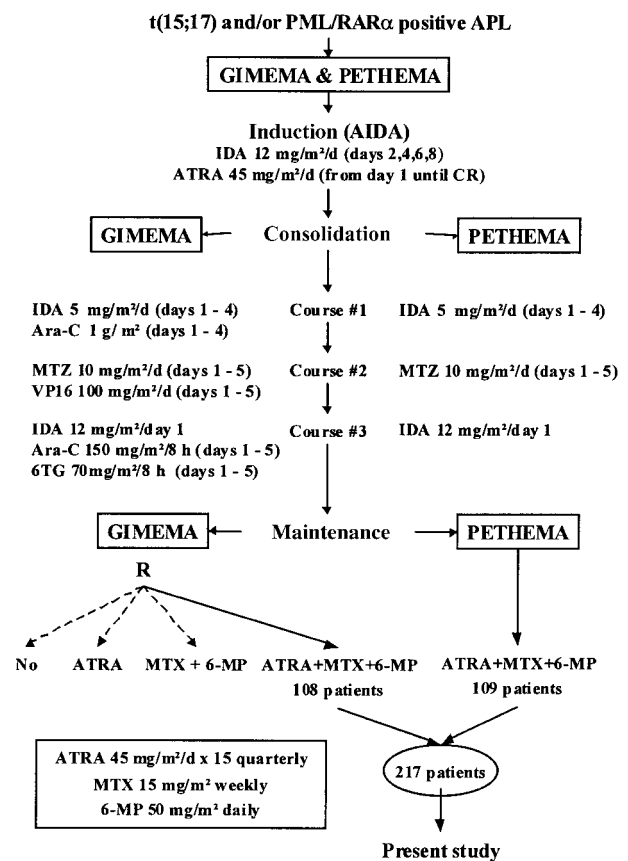 t(15;17) and/or PML/RARα positive APL
GIMEMA & PETHEMA
Induction (AIDA)
IDA 12 mg/m²/d (days 2,4,6,8)
ATRA 45 mg/m²/d (from day 1 until CR)
GIMEMA
Consolidation
PETHEMA
IDA 5 mg/m²/d (days 1 - 4)
Ara-C 1 g/ m² (days 1 - 4)
Course #1
IDA 5 mg/m²/d (days 1 - 4)
MTZ 10 mg/m²/d (days 1 - 5)
VP16 100 mg/m²/d (days 1 - 5)
Course #2
MTZ 10 mg/m²/d (days 1 - 5)
IDA 12 mg/m²/day 1
Ara-C 150 mg/m²/8 h (days 1 - 5)
6TG 70mg/m²/8 h (days 1 - 5)
Course #3
IDA 12 mg/m²/day 1
GIMEMA
Maintenance
PETHEMA
R
No
ATRA
MTX + 6-MP
ATRA+MTX+6-MP
108 patients
ATRA+MTX+6-MP
109 patients
ATRA 45 mg/m²/d x 15 quarterly
MTX 15 mg/m² weekly
6-MP 50 mg/m² daily
217 patients
Present study